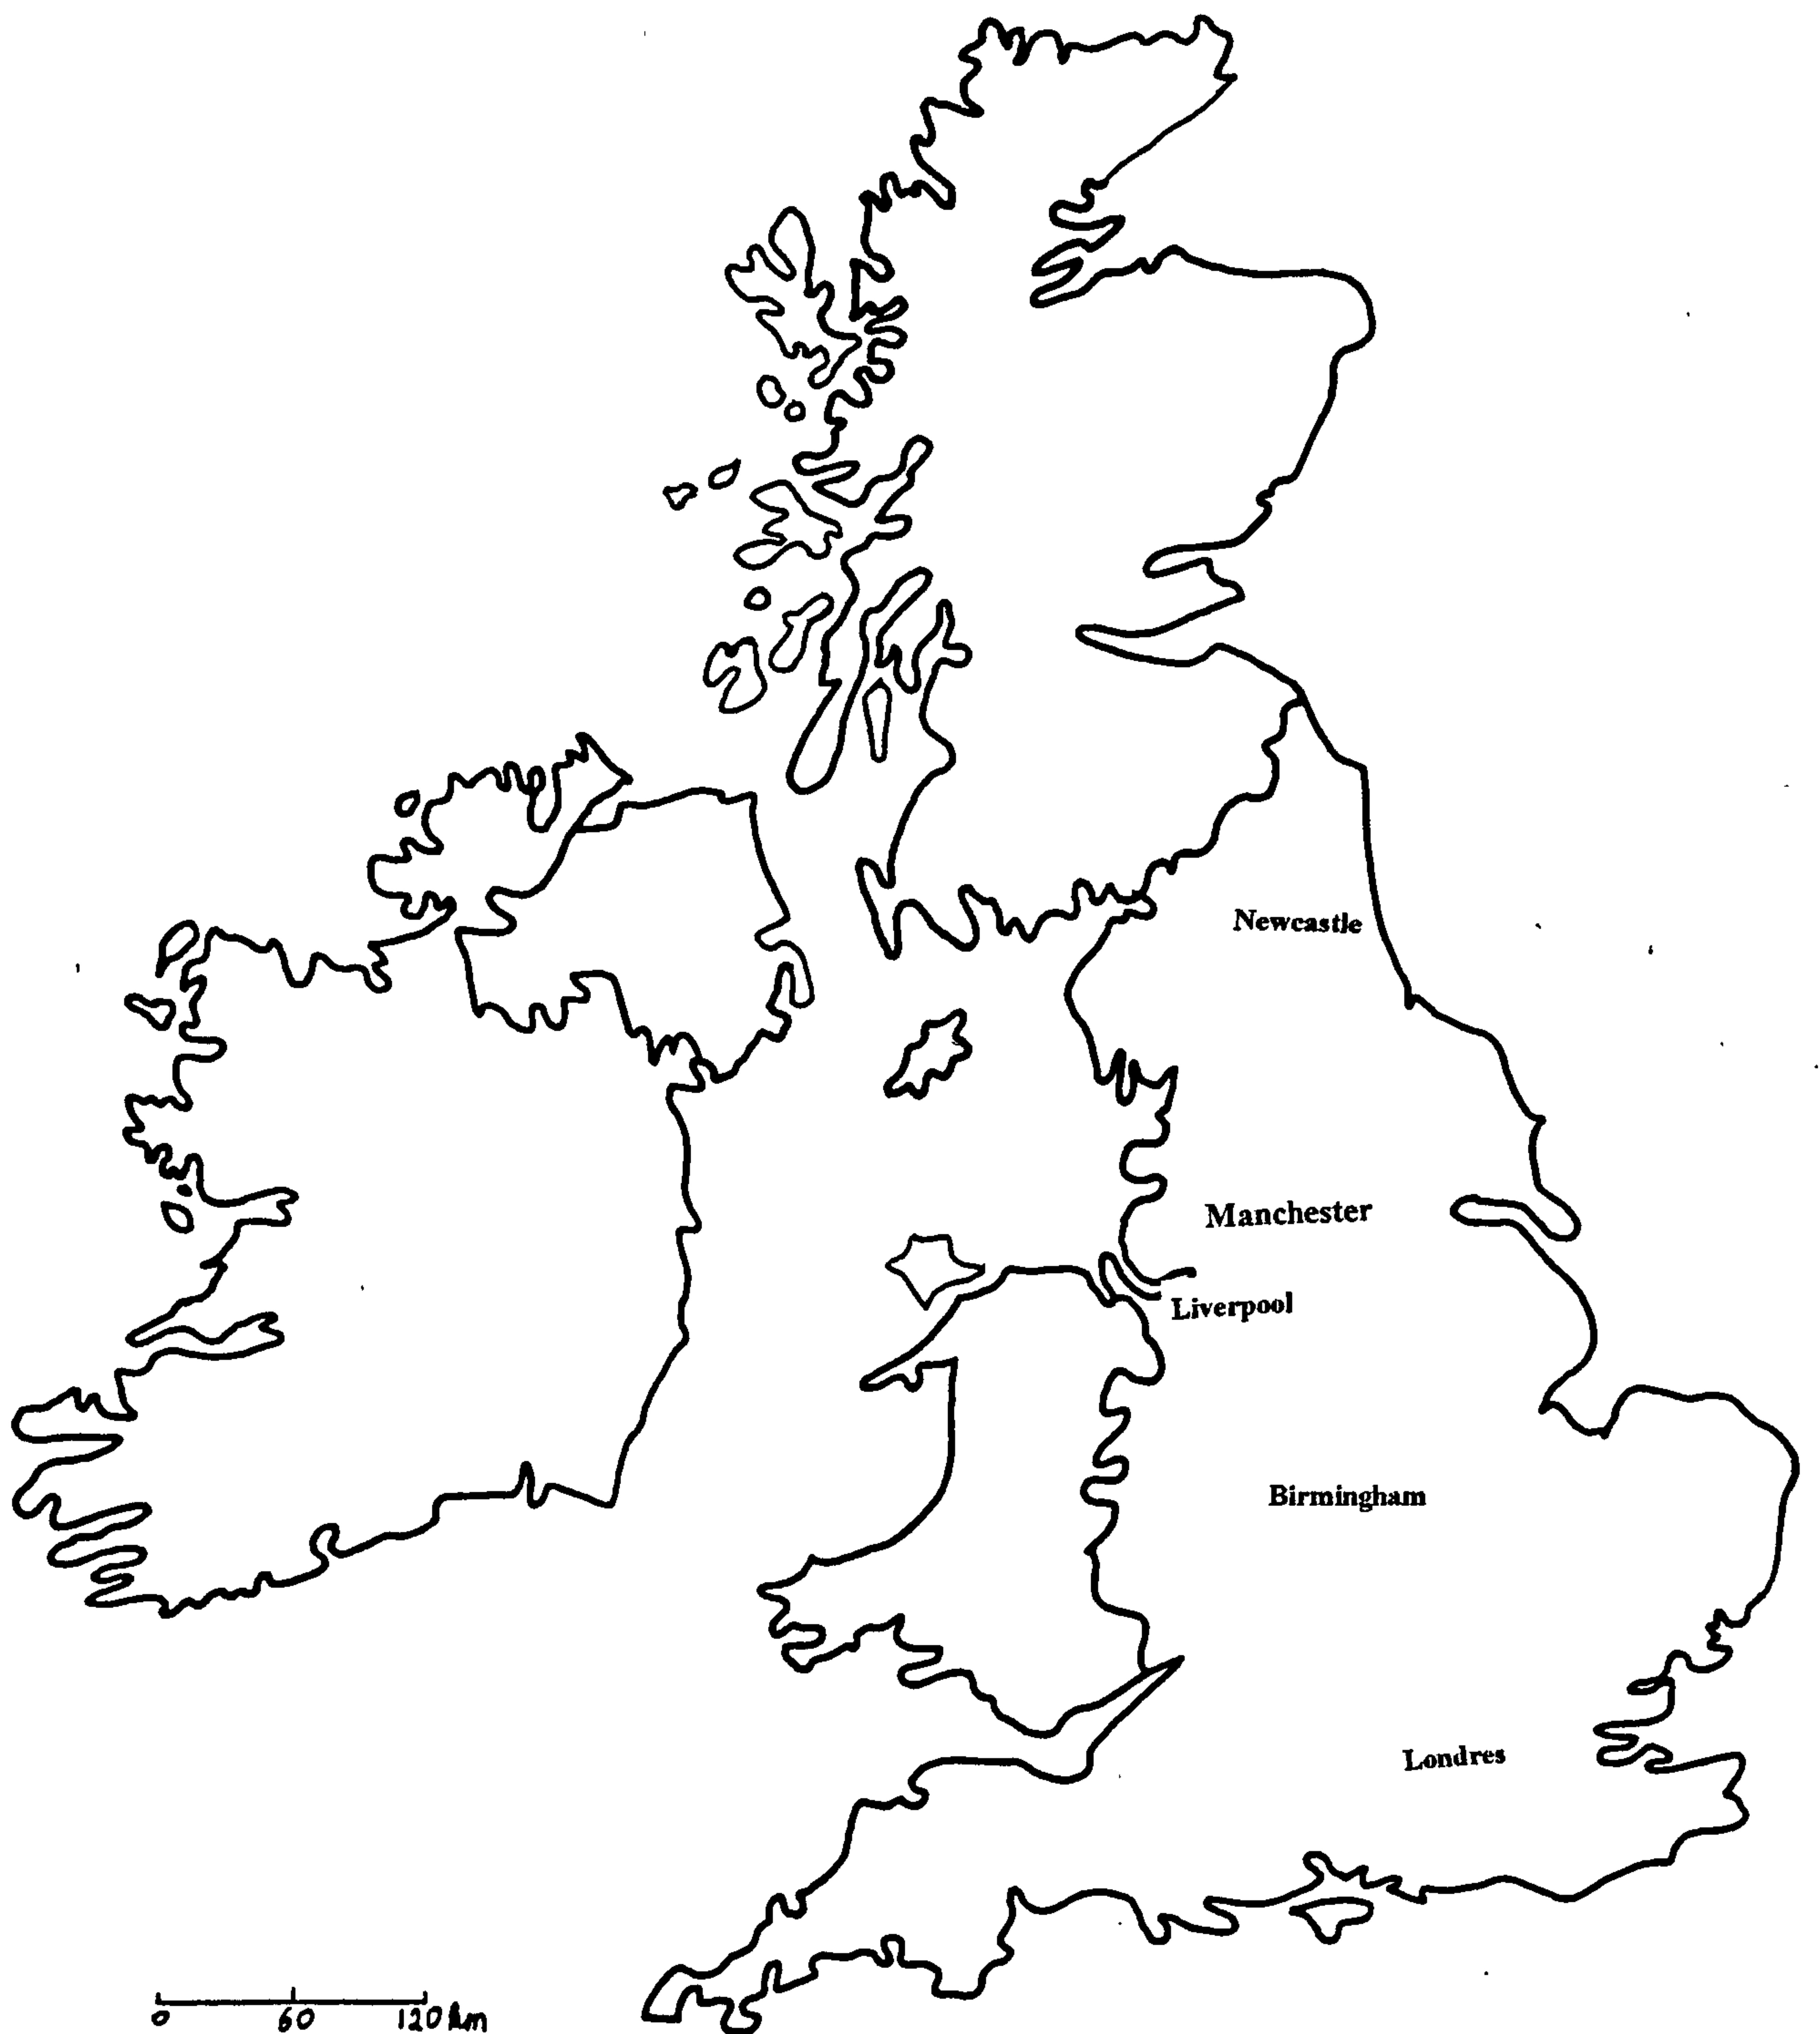 Newcastle
Manchester
Liverpool
Birmingham
Londres
0 60 120 km